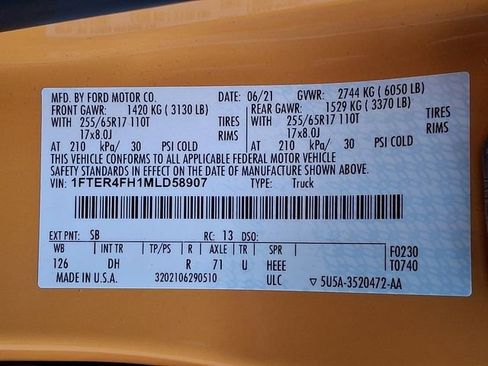 MFD. BY FORD MOTOR CO. DATE: 06/21 GVWR: 2744 KG ( 6050 LB)
FRONT GAWR: 1420 KG ( 3130 LB) REAR GAWR: 1529 KG ( 3370 LB)
WITH 255/65R17 110T TIRES WITH 255/65R17 110T TIRES
17x8.0J RIMS 17x8.0J RIMS
AT 210 kPa/ 30 PSI COLD AT 210 kPa/ 30 PSI COLD
THIS VEHICLE CONFORMS TO ALL APPLICABLE FEDERAL MOTOR VEHICLE
SAFETY STANDARDS IN EFFECT ON THE DATE OF MANUFACTURE SHOWN ABOVE.
VIN: 1FTER4FH1MLD58907 TYPE: Truck
EXT PNT: SB RC: 13 DSO:
WB INT TR TP/PS R AXLE TR SPR F0230
126 DH R 71 U HEEE T0740
MADE IN U.S.A. 3202106290510 ULC 5U5A-3520472-AA